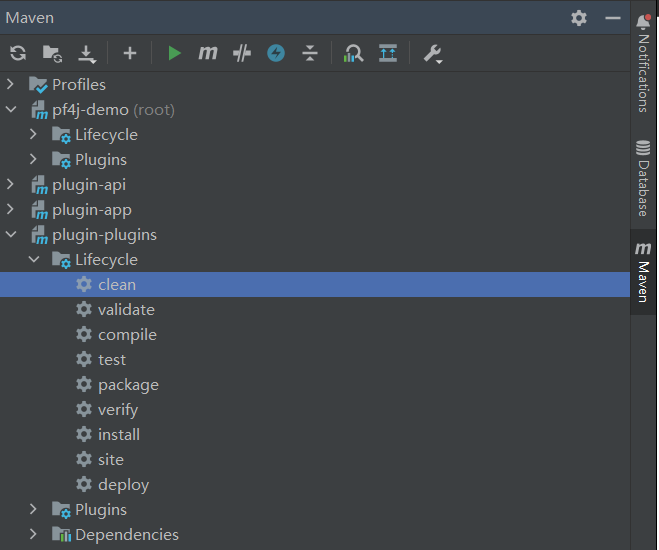 Maven
Profiles
pf4j-demo (root)
Lifecycle
Plugins
plugin-api
plugin-app
plugin-plugins
Lifecycle
clean
validate
compile
test
package
verify
install
site
deploy
Plugins
Dependencies
Notifications
Database
Maven